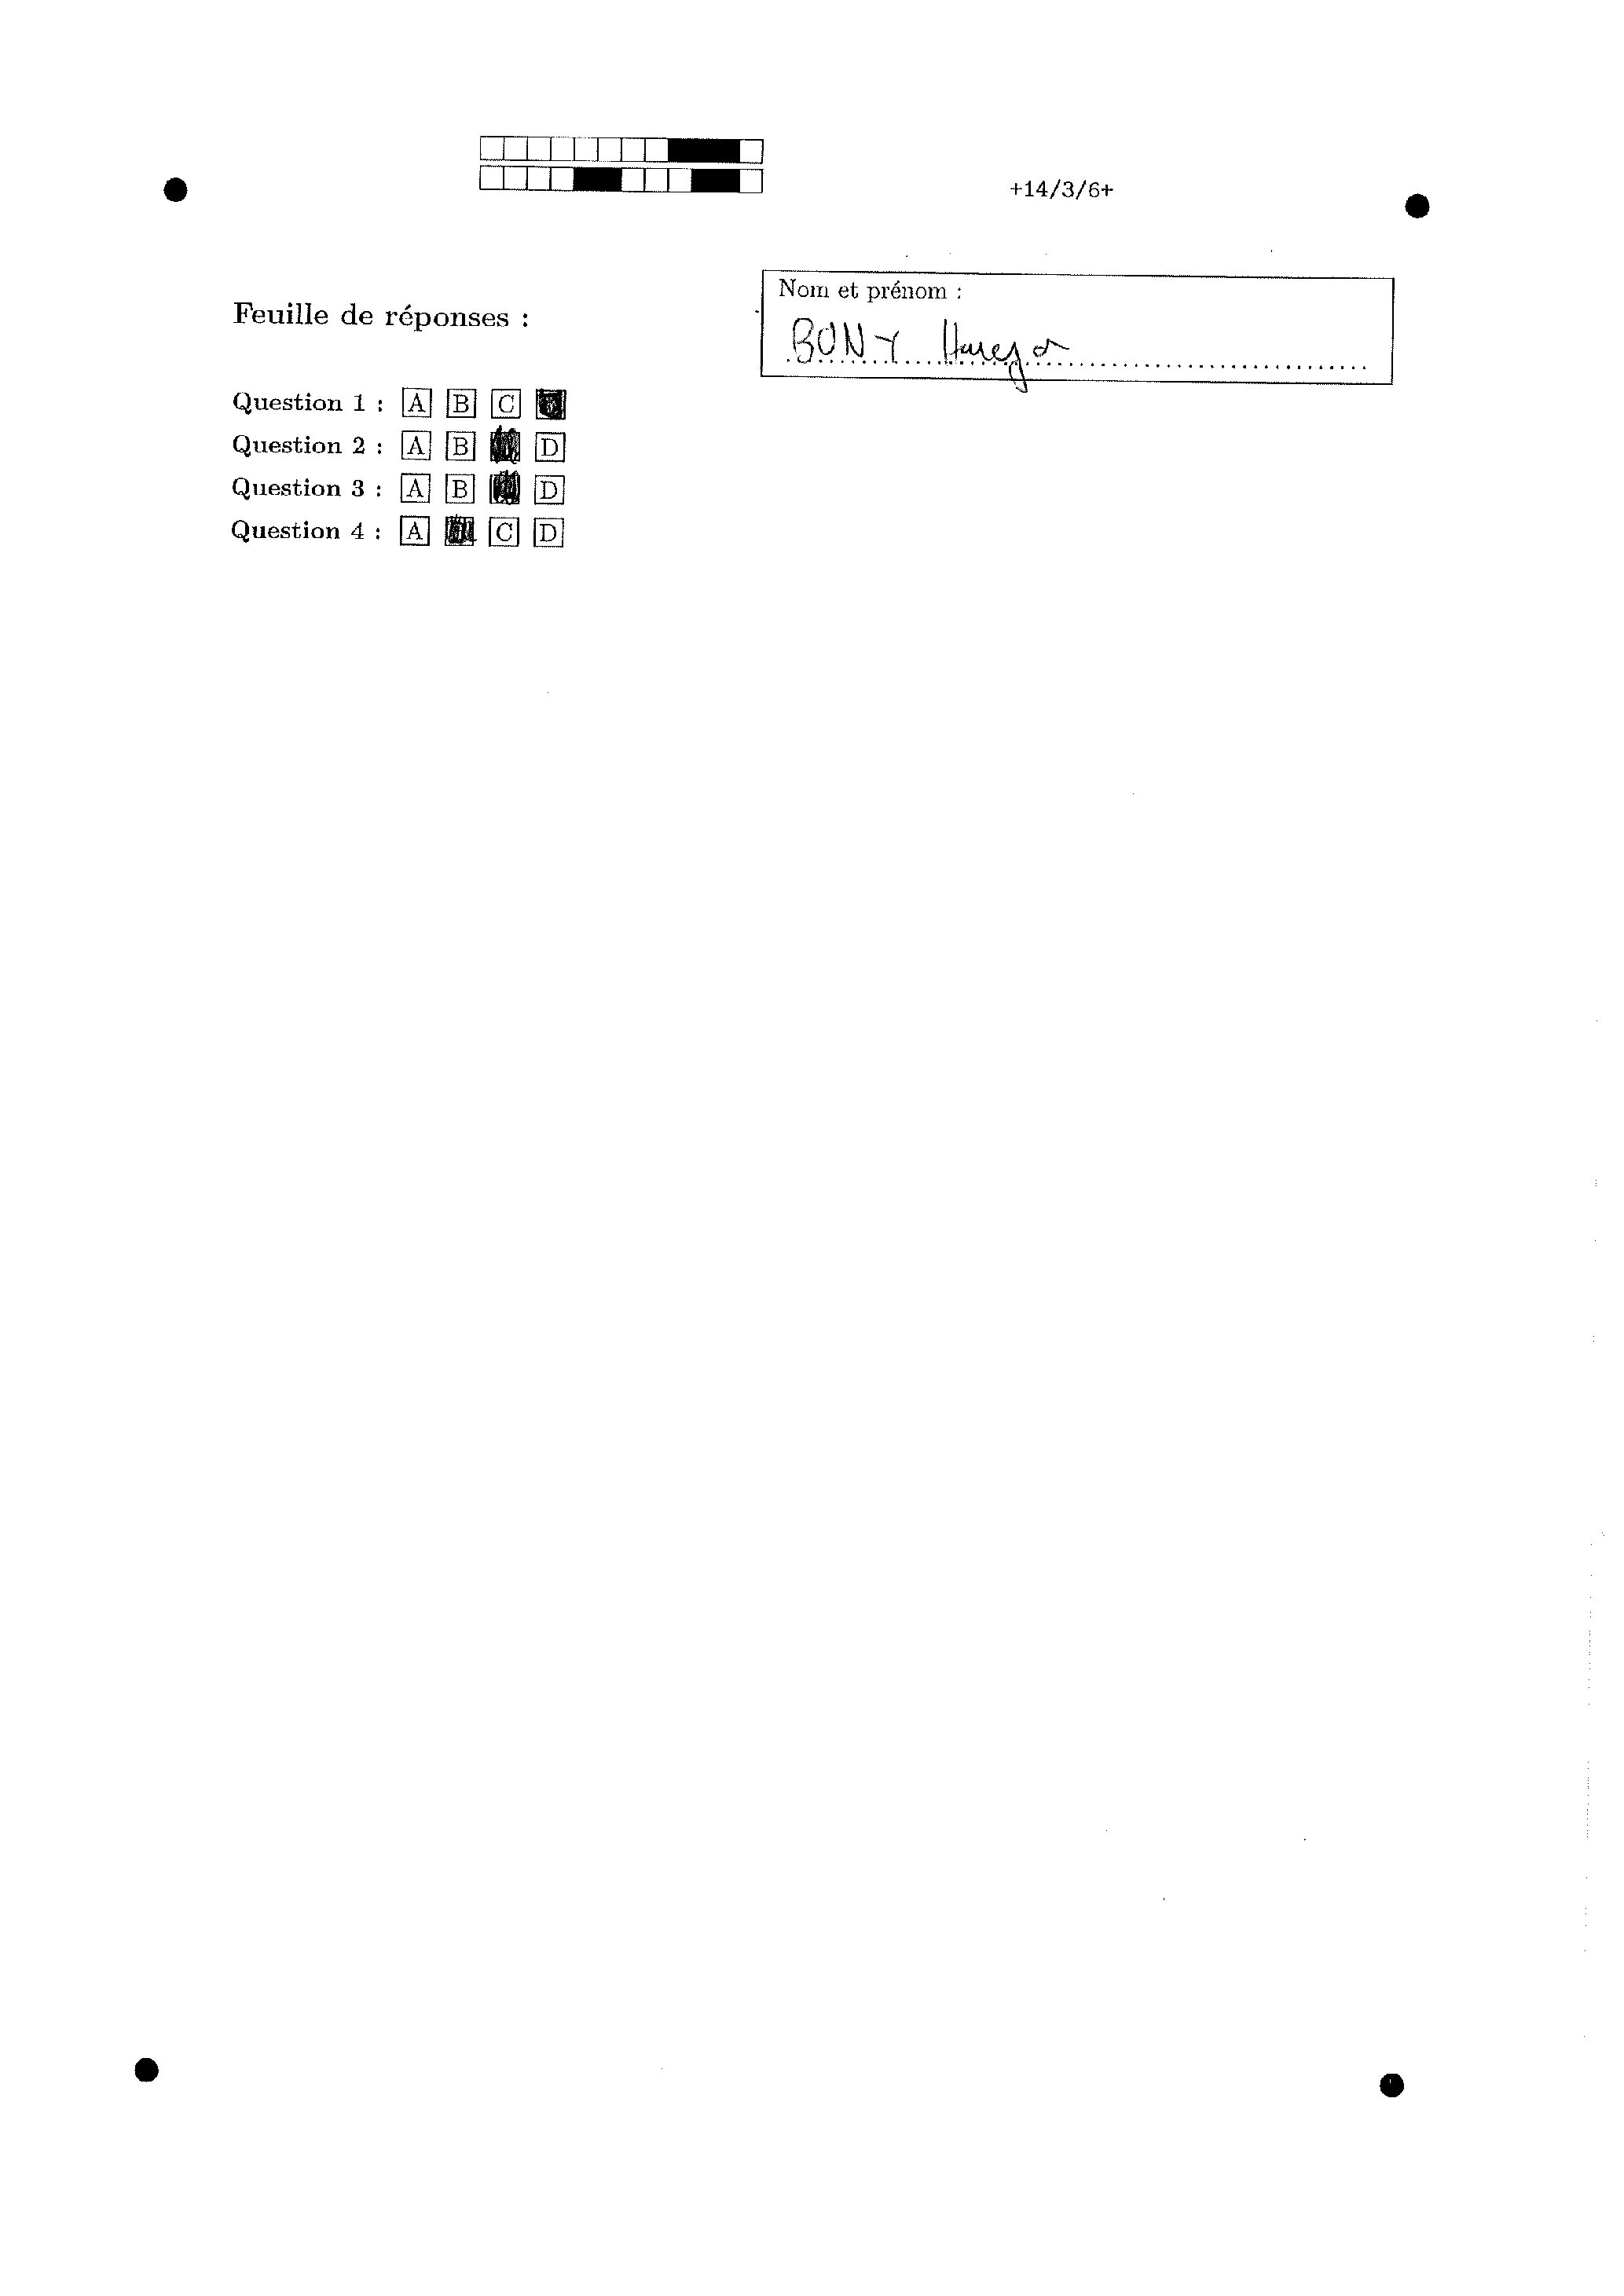 +14/3/6+
Feuille de réponses :
Nom et prénom :
BONY
Question 1 : A B C
Question 2 : A B D
Question 3 : A B D
Question 4 : A C D